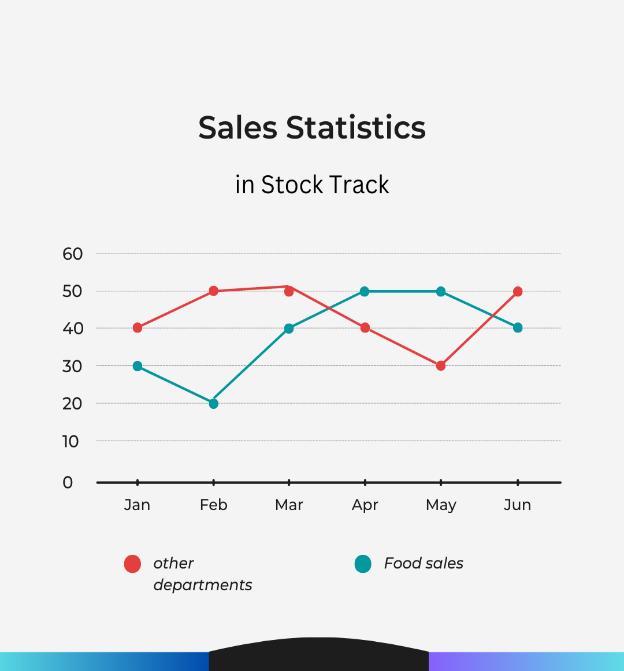 Sales Statistics
in Stock Track
60
50
40
30
20
10
0
Jan Feb Mar Apr May Jun
other
departments
Food sales